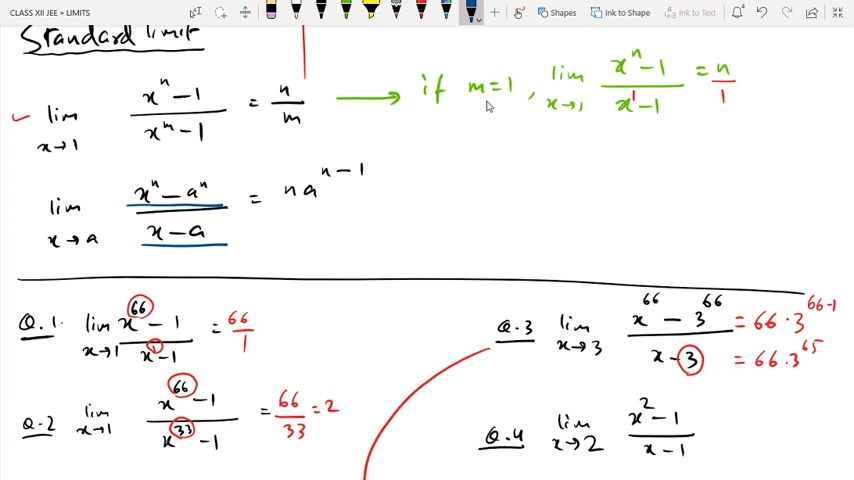 CLASS XII JEE » LIMITS
Shapes Ink to Shape Ink to Text
Standard limit
lim x→1 (x^n − 1)/(x^m − 1) = n/m → if m=1, lim x→1 (x^n − 1)/(x^1 − 1) = n/1
lim x→a (x^n − a^n)/(x − a) = na^(n−1)
Q.1. lim x→1 (x^66 − 1)/(x^1 − 1) = 66/1
Q-2 lim x→1 (x^66 − 1)/(x^33 − 1) = 66/33 = 2
Q.3 lim x→3 (x^66 − 3^66)/(x − 3) = 66·3^(66-1)
= 66·3^65
Q.4 lim x→2 (x^2 − 1)/(x − 1)